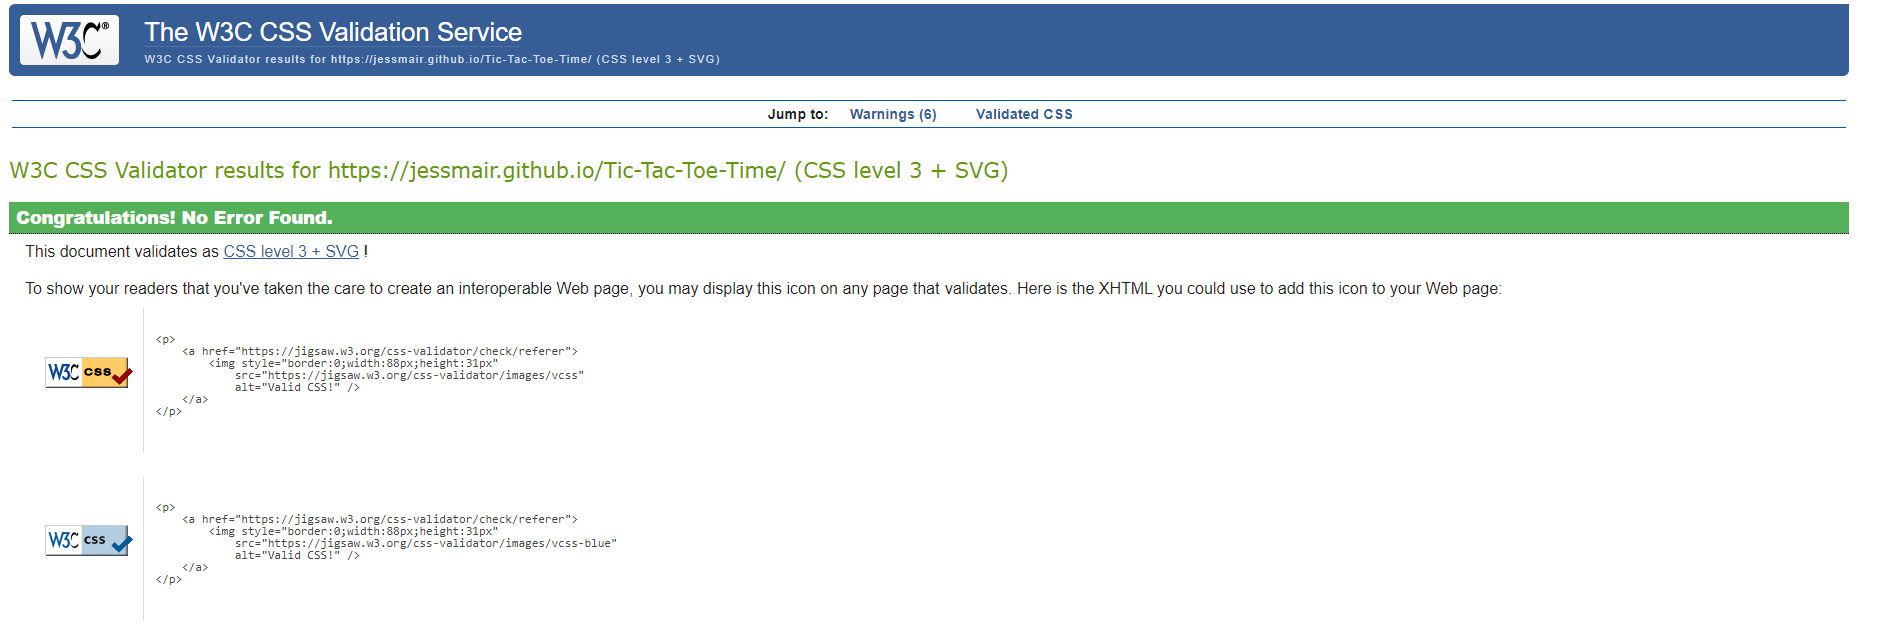 W3C®
The W3C CSS Validation Service
W3C CSS Validator results for https://jessmair.github.io/Tic-Tac-Toe-Time/ (CSS level 3 + SVG)
Jump to: Warnings (6) Validated CSS
W3C CSS Validator results for https://jessmair.github.io/Tic-Tac-Toe-Time/ (CSS level 3 + SVG)
Congratulations! No Error Found.
This document validates as CSS level 3 + SVG !
To show your readers that you've taken the care to create an interoperable Web page, you may display this icon on any page that validates. Here is the XHTML you could use to add this icon to your Web page:
W3C css
<p>
<a href="https://jigsaw.w3.org/css-validator/check/referer">
<img style="border:0;width:88px;height:31px"
src="https://jigsaw.w3.org/css-validator/images/vcss"
alt="Valid CSS!" />
</a>
</p>
W3C css
<p>
<a href="https://jigsaw.w3.org/css-validator/check/referer">
<img style="border:0;width:88px;height:31px"
src="https://jigsaw.w3.org/css-validator/images/vcss-blue"
alt="Valid CSS!" />
</a>
</p>